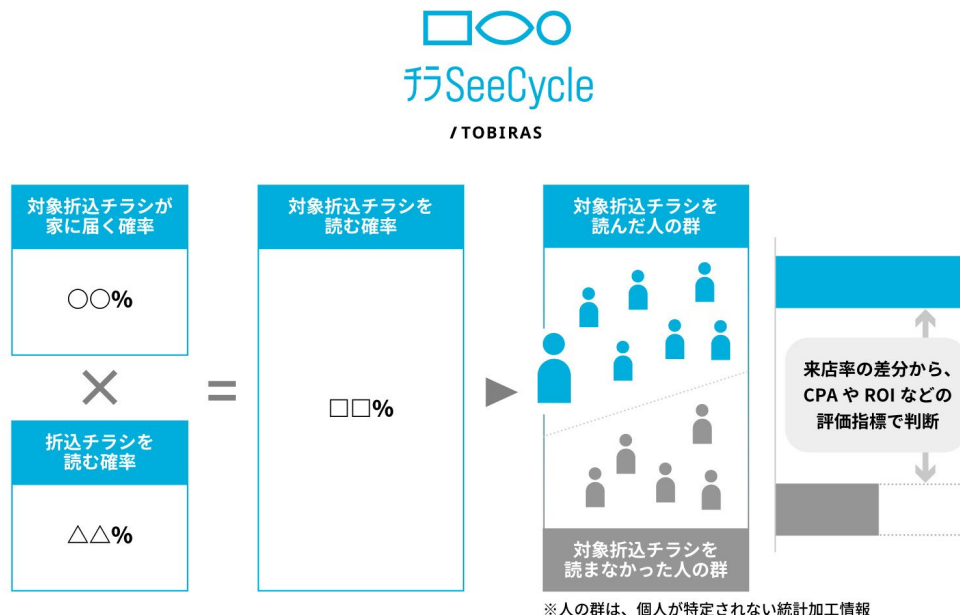 チラSeeCycle
/TOBIRAS
対象折込チラシが
家に届く確率
○○%
×
折込チラシを
読む確率
△△%
=
対象折込チラシを
読む確率
□□%
対象折込チラシを
読んだ人の群
対象折込チラシを
読まなかった人の群
来店率の差分から、
CPA や ROI などの
評価指標で判断
※人の群は、個人が特定されない統計加工情報